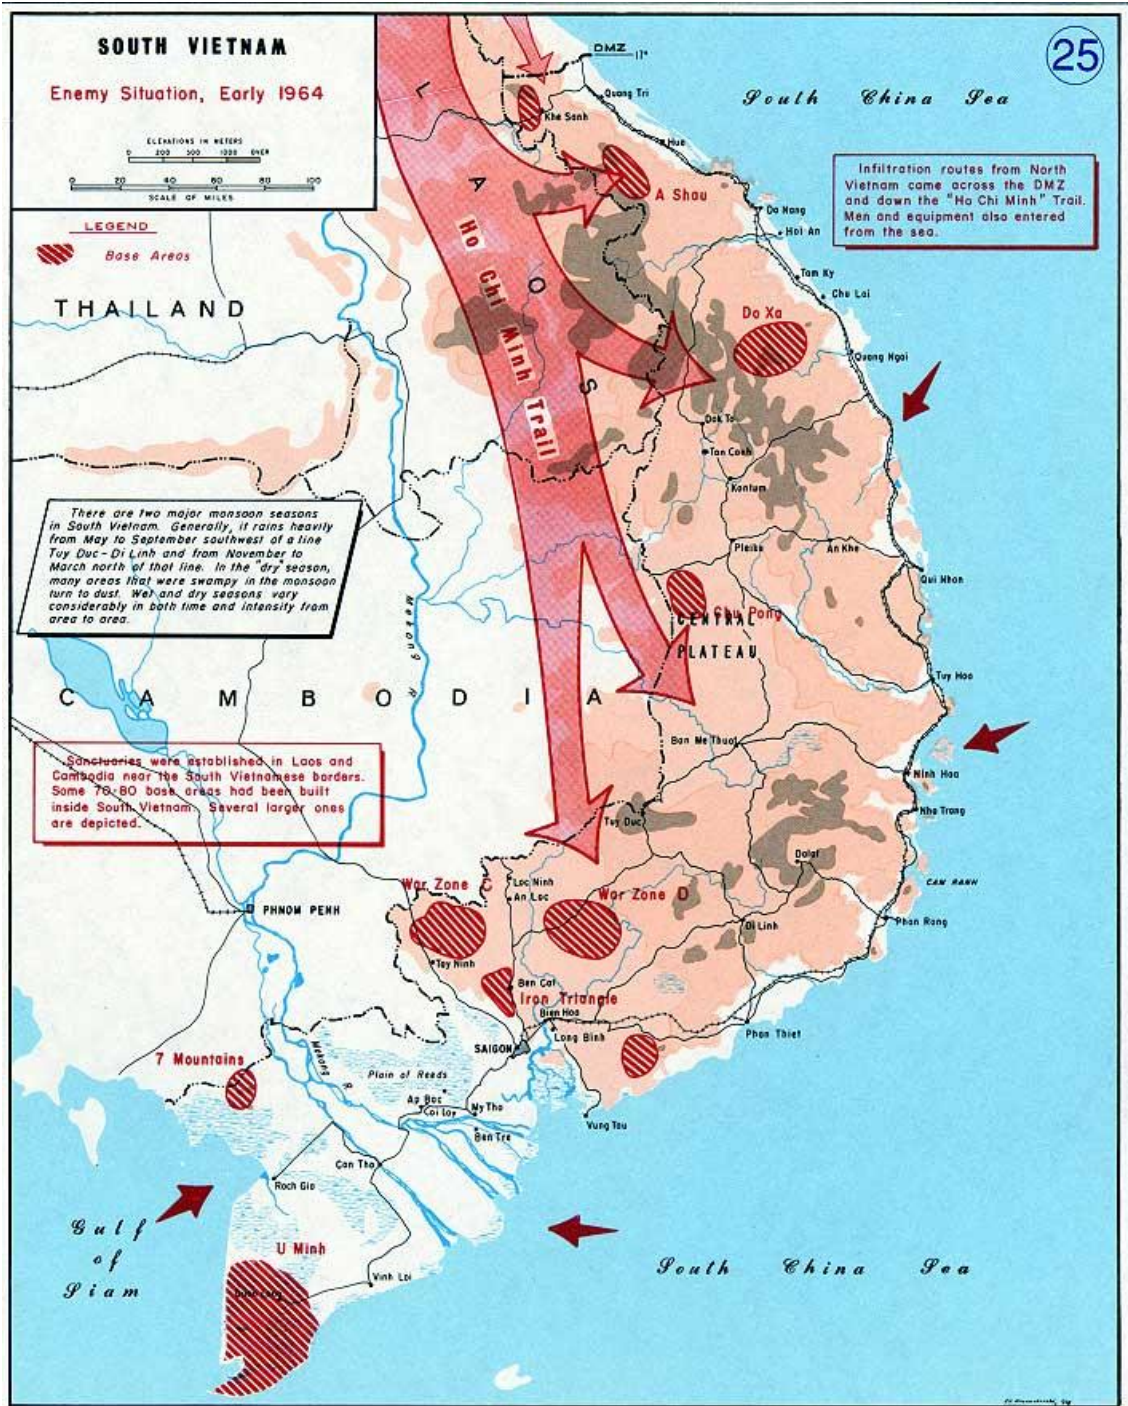 SOUTH VIETNAM
Enemy Situation, Early 1964
ELEVATIONS IN METERS
0 200 500 1000 OVER
0 20 40 60 80 100
SCALE OF MILES
25
LEGEND
Base Areas
DMZ
17°
South China Sea
Infiltration routes from North
Vietnam came across the DMZ
and down the "Ho Chi Minh" Trail.
Men and equipment also entered
from the sea.
Quang Tri
Khe Sanh
Hue
A Shau
Da Nang
Hoi An
Tam Ky
Chu Lai
THAILAND
LAOS
Ho Chi Minh Trail
Do Xa
Quang Ngai
Dak To
Tan Canh
Kontum
There are two major monsoon seasons
in South Vietnam. Generally, it rains heavily
from May to September southwest of a line
Tuy Duc-Di Linh and from November to
March north of that line. In the "dry" season,
many areas that were swampy in the monsoon
turn to dust. Wet and dry seasons vary
considerably in both time and intensity from
area to area.
Pleiku
An Khe
Qui Nhon
Mekong R.
Chu Pong
CENTRAL
PLATEAU
Tuy Hoa
CAMBODIA
Ban Me Thuot
Ninh Hoa
Sanctuaries were established in Laos and
Cambodia near the South Vietnamese borders.
Some 70-80 base areas had been built
inside South Vietnam. Several larger ones
are depicted.
Nha Trang
Tuy Duc
Dalat
CAM RANH
War Zone C
Loc Ninh
An Loc
War Zone D
PHNOM PENH
Di Linh
Phan Rang
Tay Ninh
Ben Cat
Iron Triangle
Bien Hoa
Long Binh
Phan Thiet
SAIGON
7 Mountains
Mekong R.
Plain of Reeds
Ap Bac
Cai Lay
My Tho
Ben Tre
Vung Tau
Can Tho
Rach Gia
Gulf
of
Siam
U Minh
Vinh Loi
South China Sea